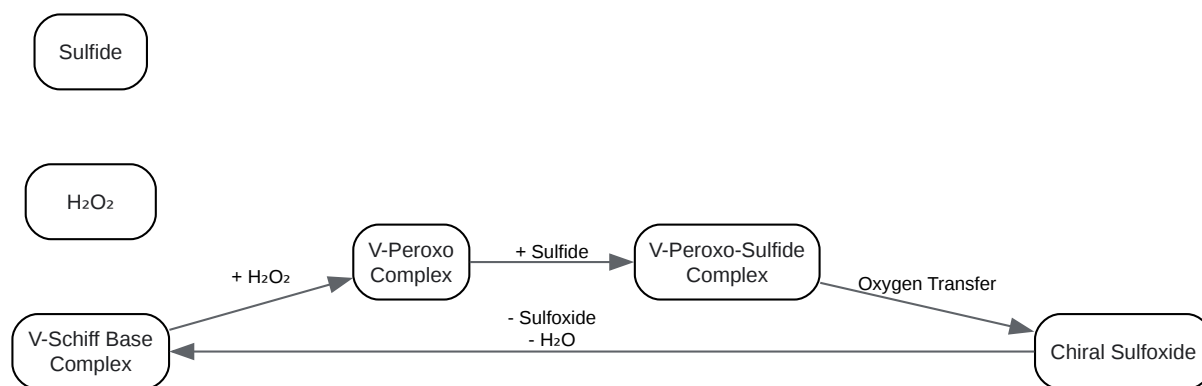 Sulfide
H₂O₂
V-Peroxo
Complex
+ Sulfide
V-Peroxo-Sulfide
Complex
+ H₂O₂
Oxygen Transfer
- Sulfoxide
- H₂O
V-Schiff Base
Complex
Chiral Sulfoxide